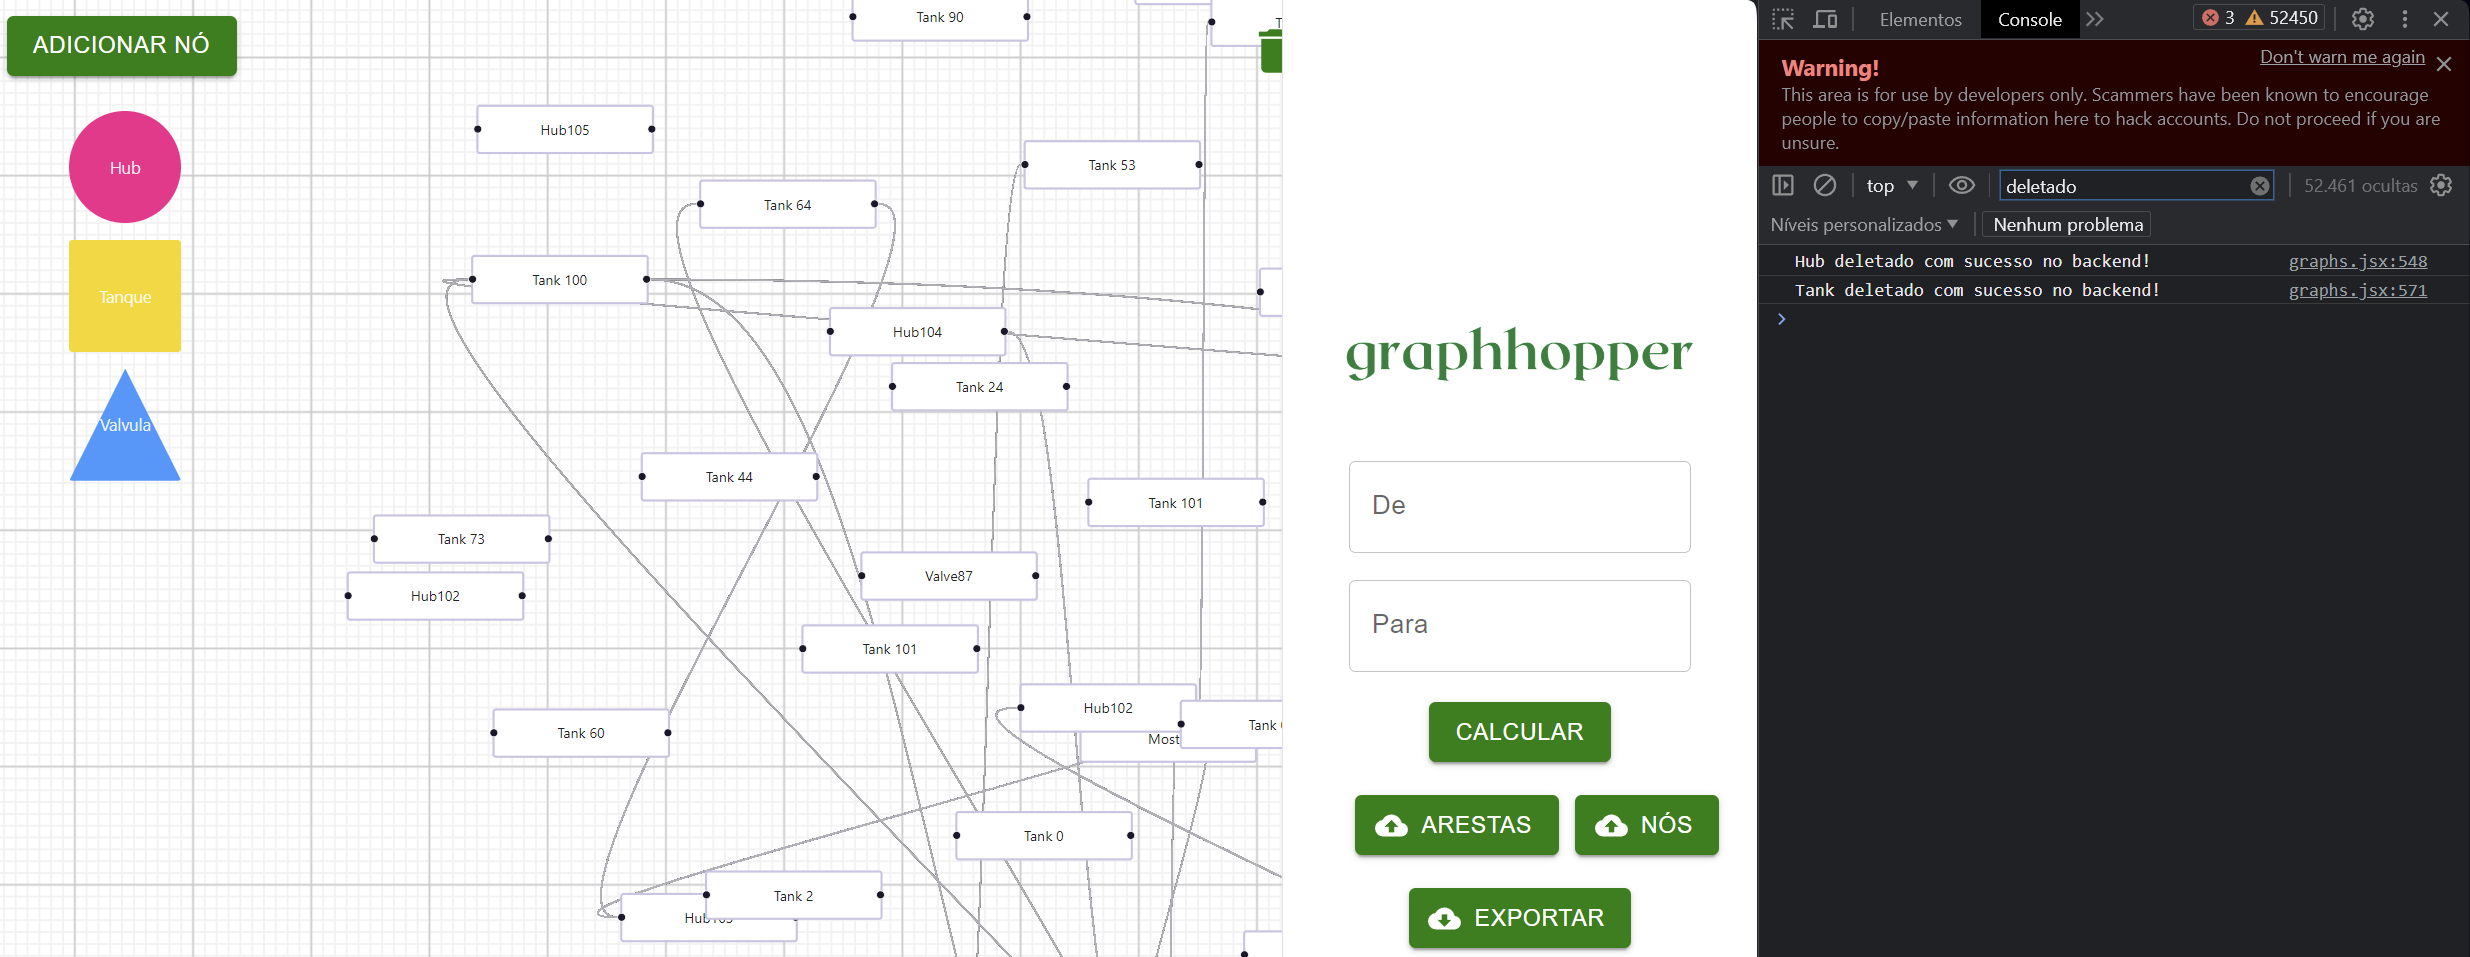 ADICIONAR NÓ
Hub
Tanque
Valvula
Tank 90
Hub105
Tank 53
Tank 64
Tank 100
Hub104
Tank 24
Tank 44
Tank 101
Tank 73
Valve87
Hub102
Tank 101
Hub102
Tank
Most
Tank 60
Tank 0
Tank 2
graphhopper
De
Para
CALCULAR
ARESTAS
NÓS
EXPORTAR
Elementos
Console
3
52450
Warning!
Don't warn me again
This area is for use by developers only. Scammers have been known to encourage
people to copy/paste information here to hack accounts. Do not proceed if you are
unsure.
top
deletado
52.461 ocultas
Níveis personalizados
Nenhum problema
Hub deletado com sucesso no backend! graphs.jsx:548
Tank deletado com sucesso no backend! graphs.jsx:571